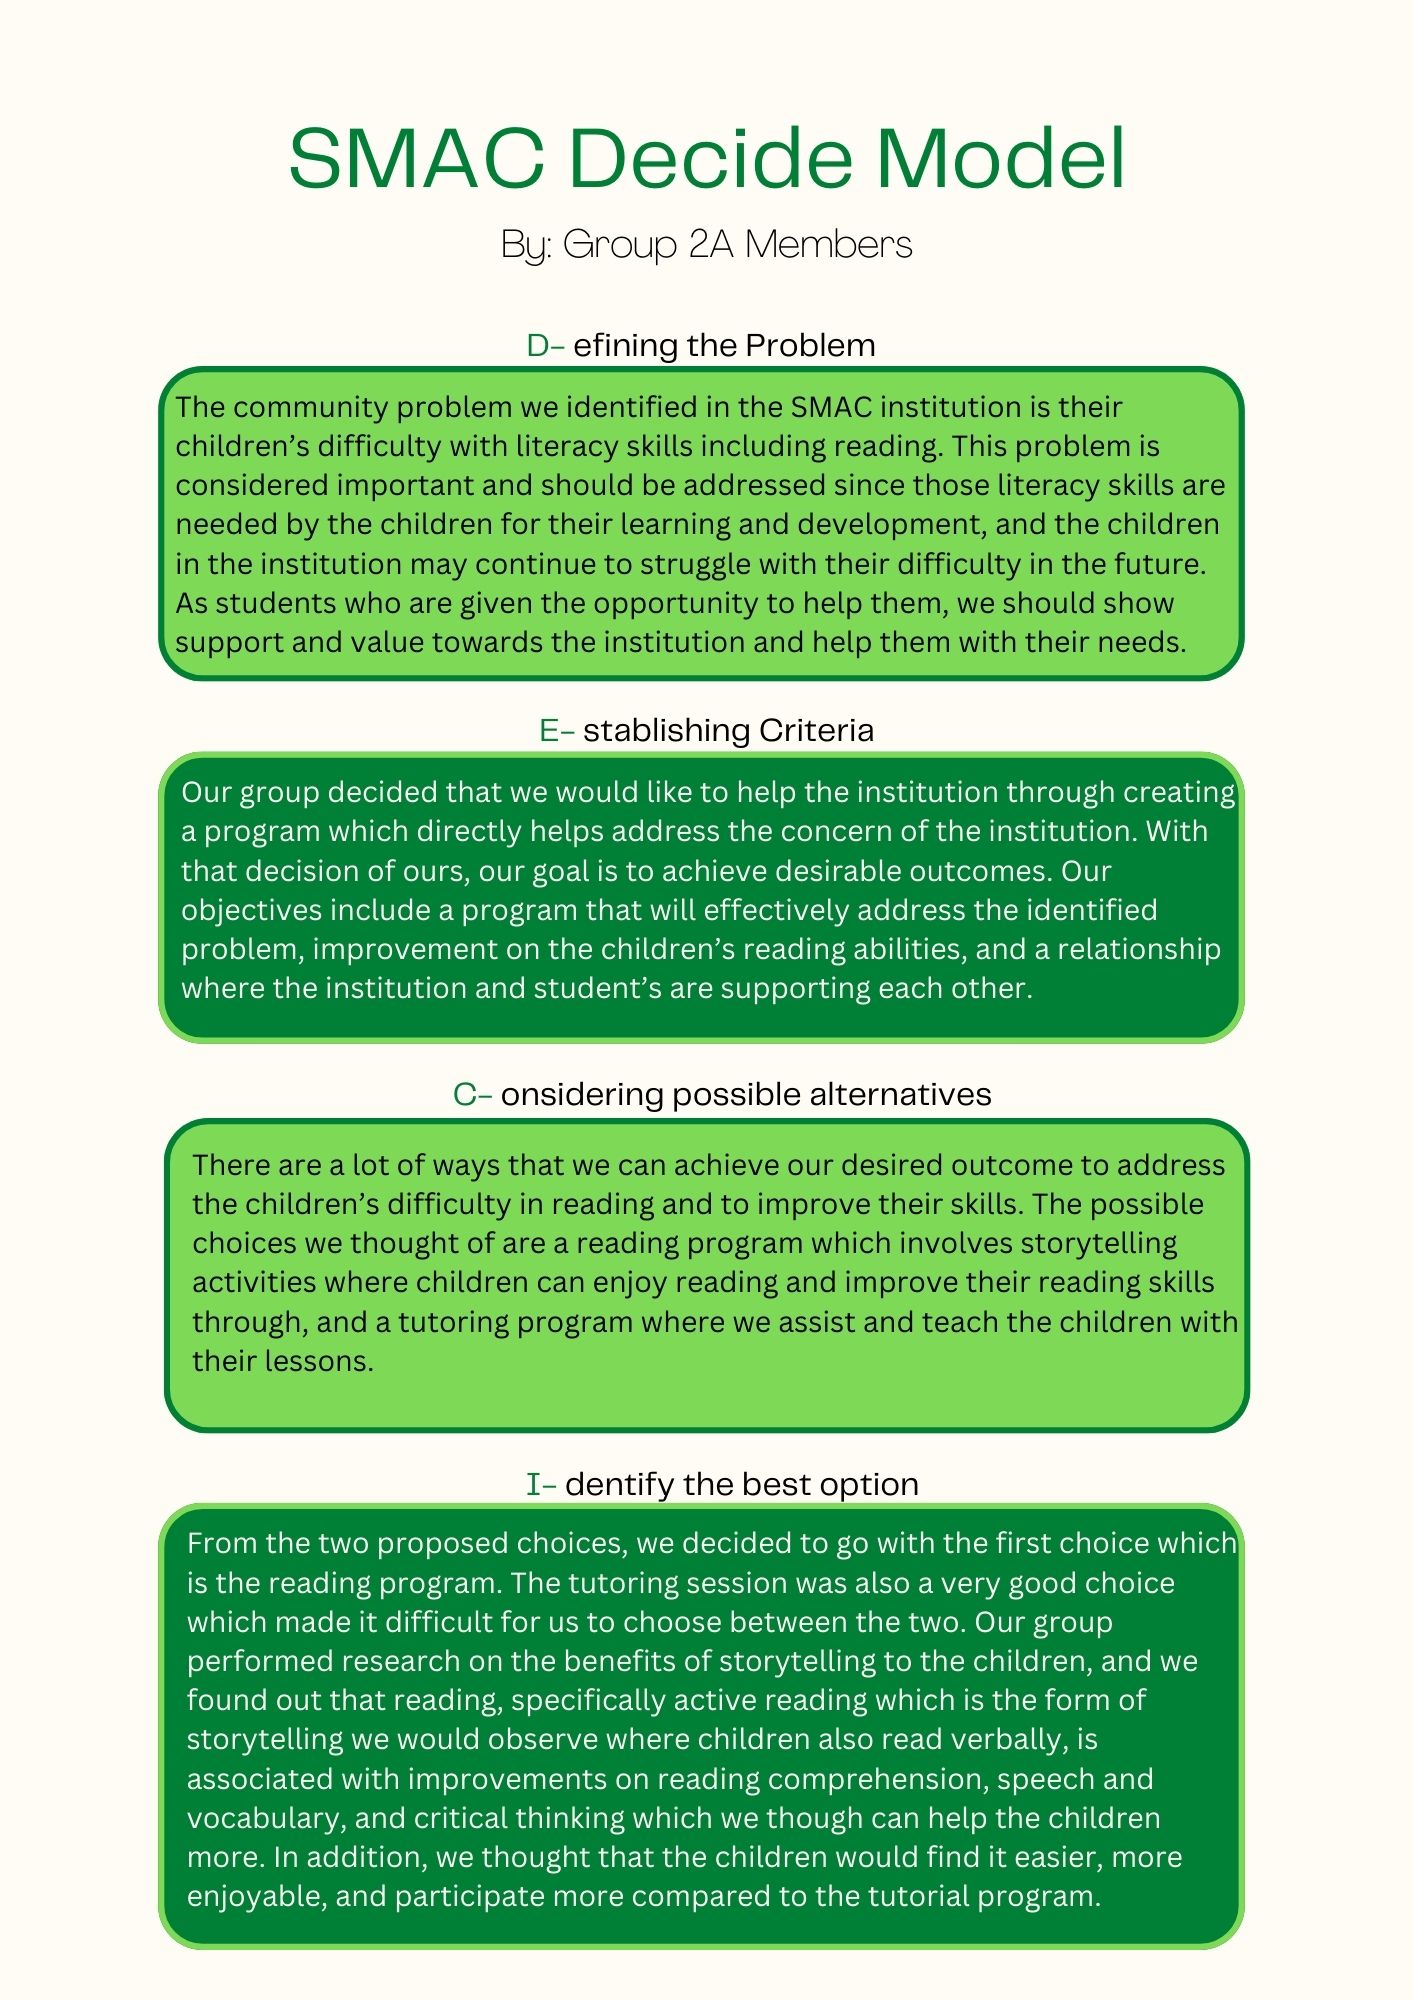 SMAC Decide Model
By: Group 2A Members
D- efining the Problem
The community problem we identified in the SMAC institution is their
children’s difficulty with literacy skills including reading. This problem is
considered important and should be addressed since those literacy skills are
needed by the children for their learning and development, and the children
in the institution may continue to struggle with their difficulty in the future.
As students who are given the opportunity to help them, we should show
support and value towards the institution and help them with their needs.
E- stablishing Criteria
Our group decided that we would like to help the institution through creating
a program which directly helps address the concern of the institution. With
that decision of ours, our goal is to achieve desirable outcomes. Our
objectives include a program that will effectively address the identified
problem, improvement on the children’s reading abilities, and a relationship
where the institution and student’s are supporting each other.
C- onsidering possible alternatives
There are a lot of ways that we can achieve our desired outcome to address
the children’s difficulty in reading and to improve their skills. The possible
choices we thought of are a reading program which involves storytelling
activities where children can enjoy reading and improve their reading skills
through, and a tutoring program where we assist and teach the children with
their lessons.
I- dentify the best option
From the two proposed choices, we decided to go with the first choice which
is the reading program. The tutoring session was also a very good choice
which made it difficult for us to choose between the two. Our group
performed research on the benefits of storytelling to the children, and we
found out that reading, specifically active reading which is the form of
storytelling we would observe where children also read verbally, is
associated with improvements on reading comprehension, speech and
vocabulary, and critical thinking which we though can help the children
more. In addition, we thought that the children would find it easier, more
enjoyable, and participate more compared to the tutorial program.